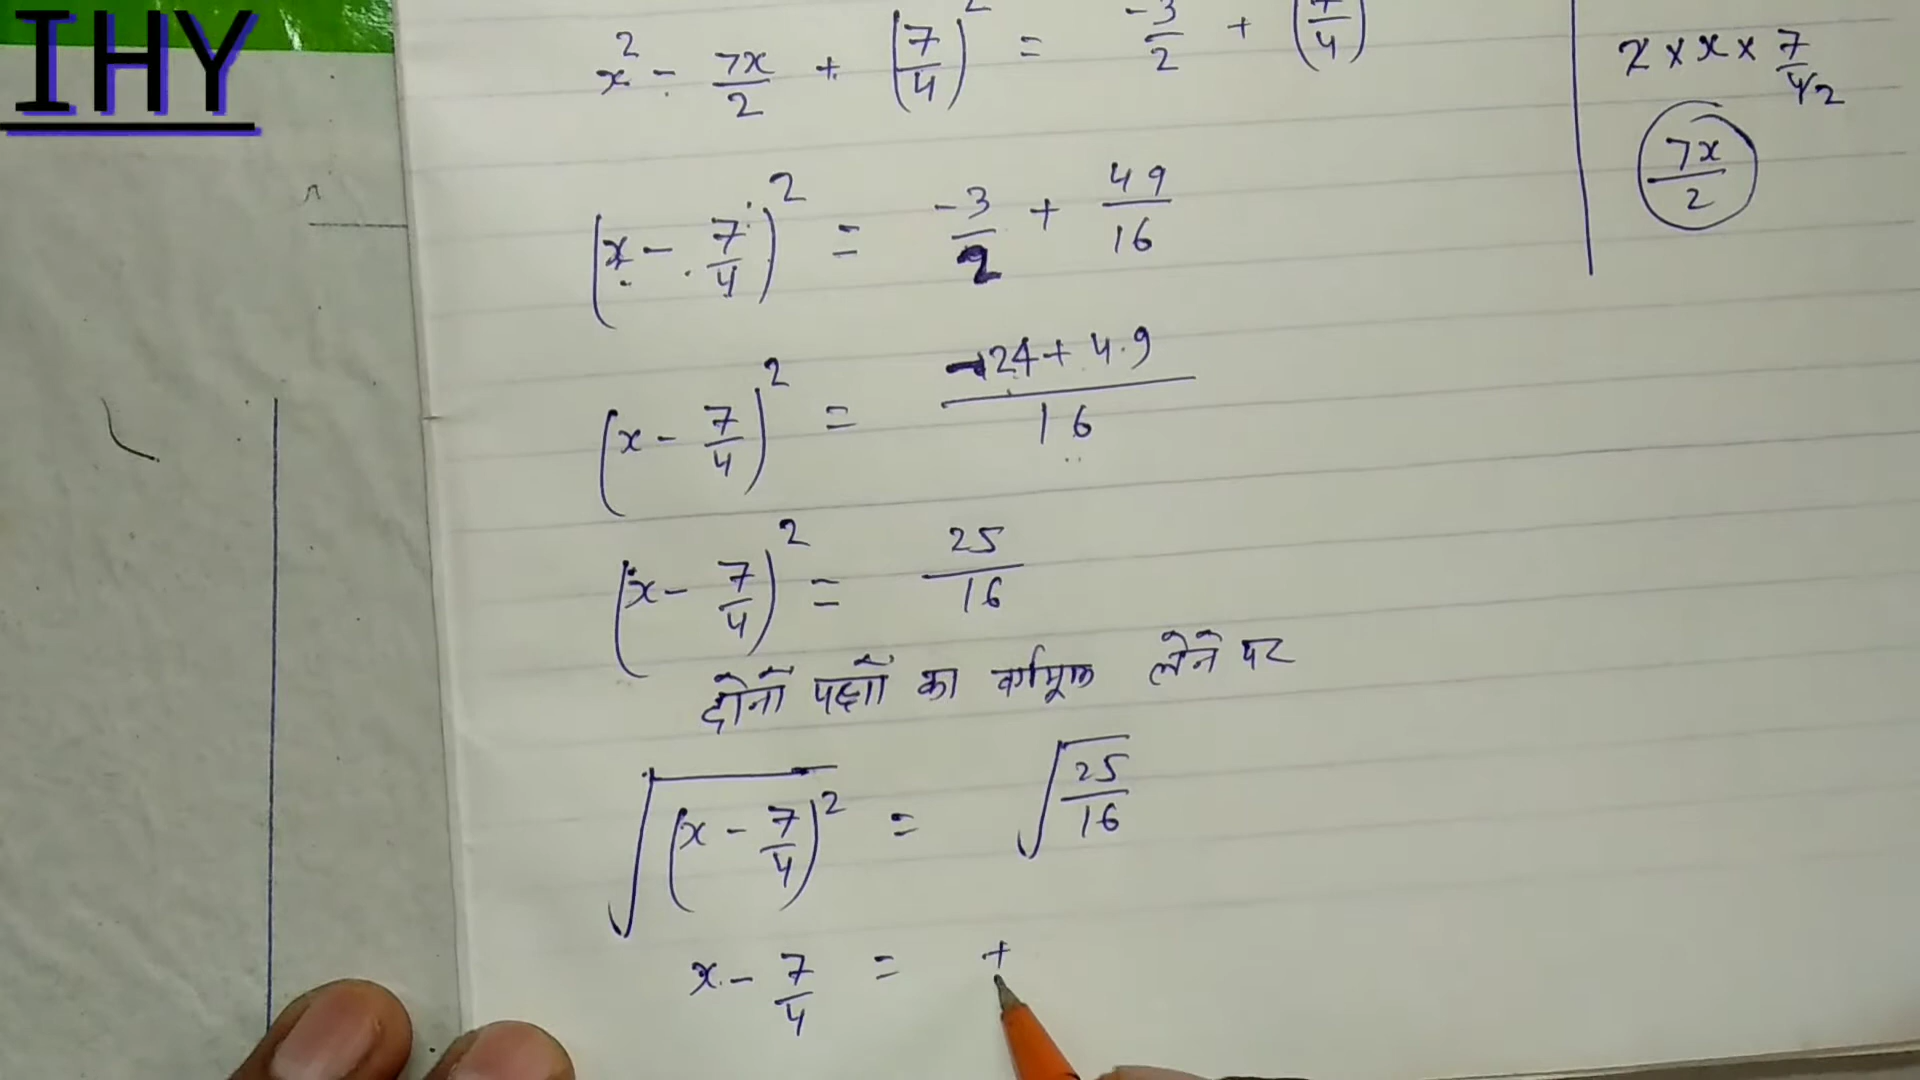 IHY
x² - 7x/2 + (7/4)² = -3/2 + (7/4)
2 × x × 7/4 2
7x/2
(x - 7/4)² = -3/2 + 49/16
(x - 7/4)² = -24 + 49/16
(x - 7/4)² = 25/16
दोनों पक्षों का वर्गमूल लेने पर
√(x - 7/4)² = √25/16
x - 7/4 = +